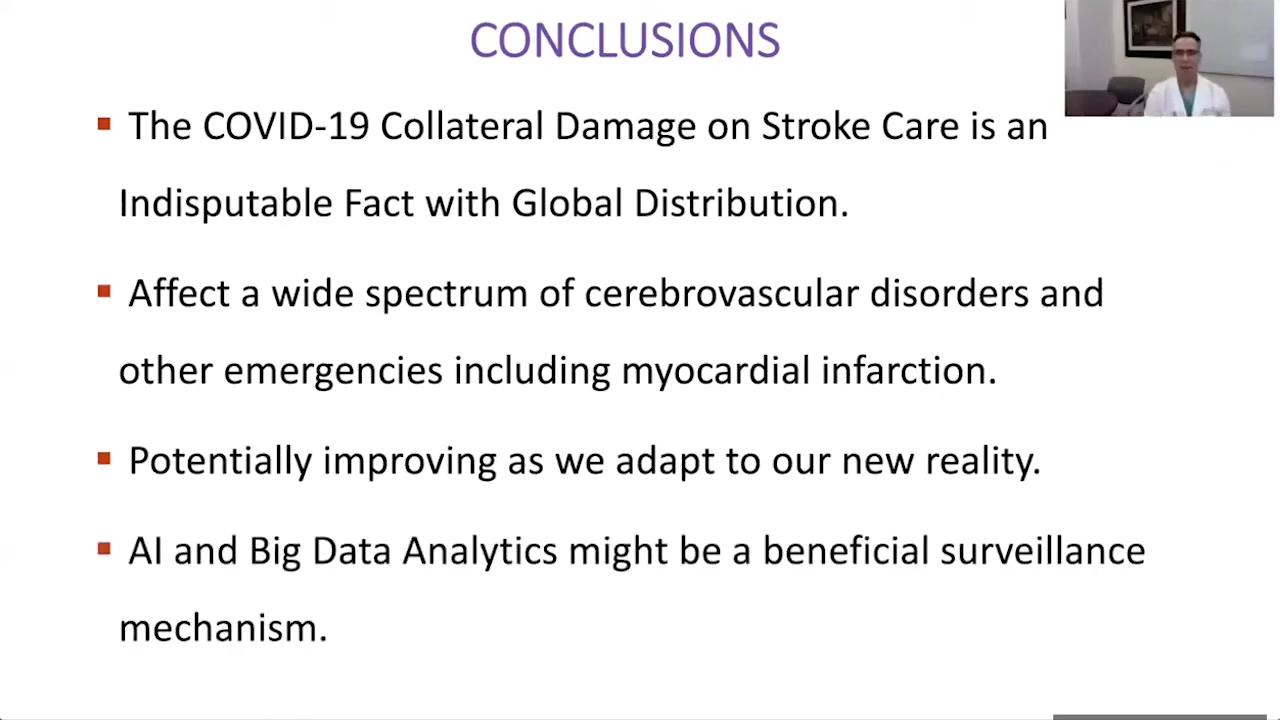 CONCLUSIONS
▪ The COVID-19 Collateral Damage on Stroke Care is an
Indisputable Fact with Global Distribution.
▪ Affect a wide spectrum of cerebrovascular disorders and
other emergencies including myocardial infarction.
▪ Potentially improving as we adapt to our new reality.
▪ AI and Big Data Analytics might be a beneficial surveillance
mechanism.